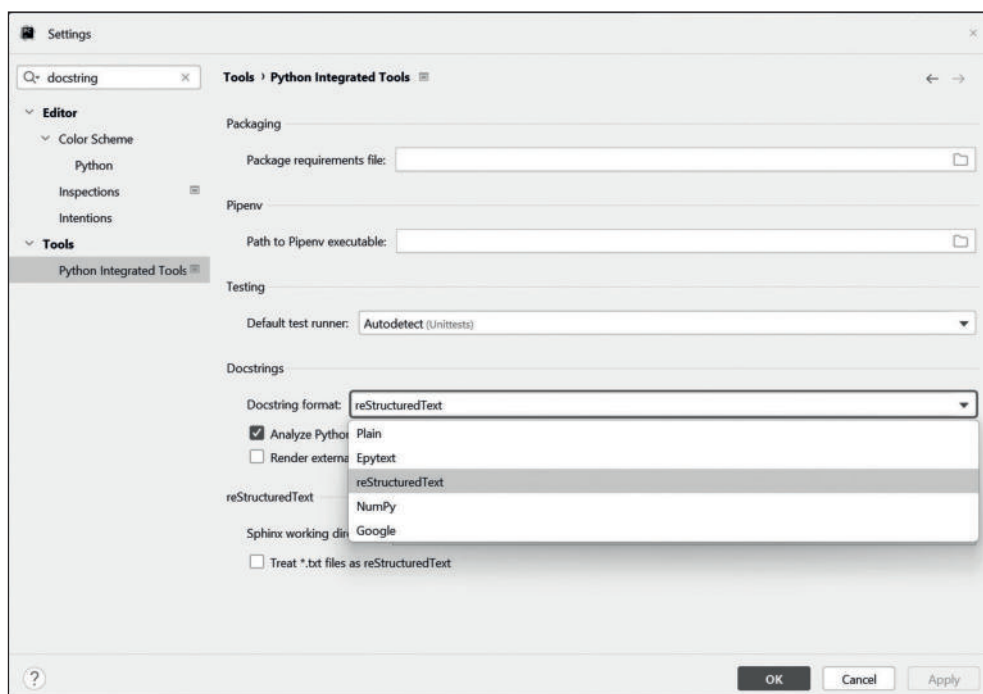 Settings
docstring
Editor
Color Scheme
Python
Inspections
Intentions
Tools
Python Integrated Tools
Tools › Python Integrated Tools
Packaging
Package requirements file:
Pipenv
Path to Pipenv executable:
Testing
Default test runner: Autodetect (Unittests)
Docstrings
Docstring format: reStructuredText
Analyze Python
Plain
Render externa
Epytext
reStructuredText
NumPy
Google
reStructuredText
Sphinx working dir
Treat *.txt files as reStructuredText
?
OK Cancel Apply